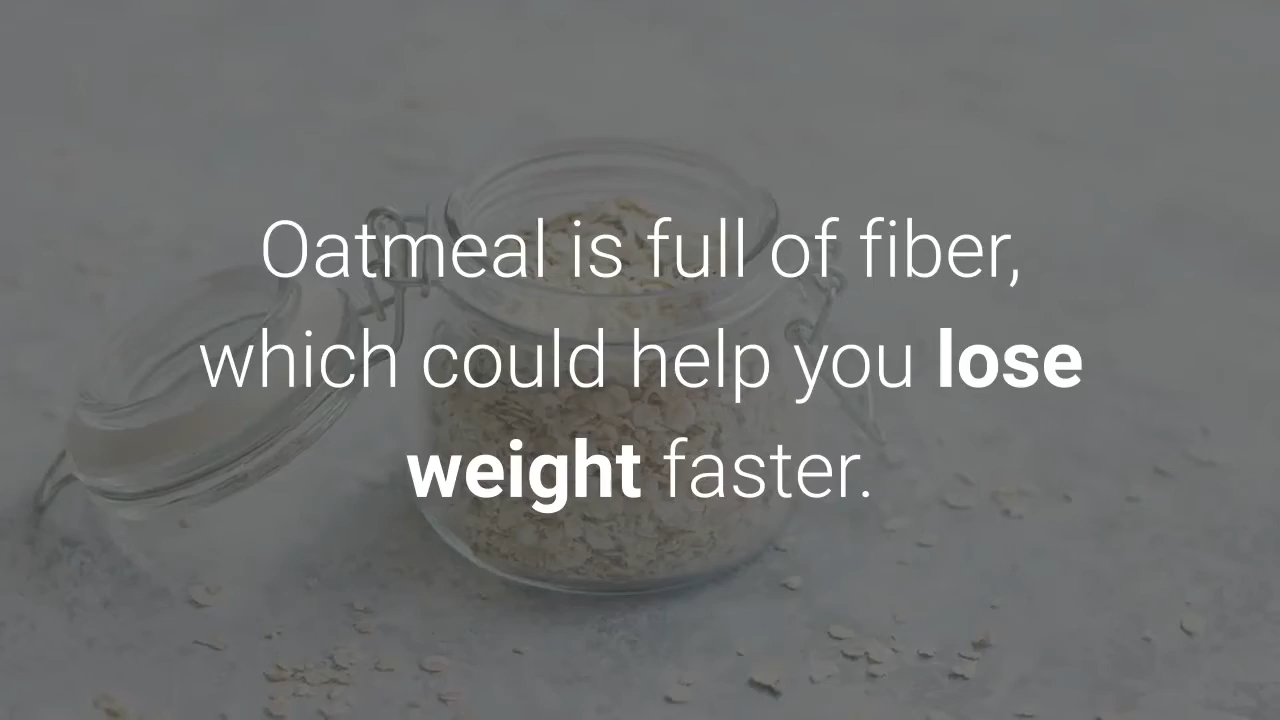 Oatmeal is full of fiber,
which could help you lose
weight faster.